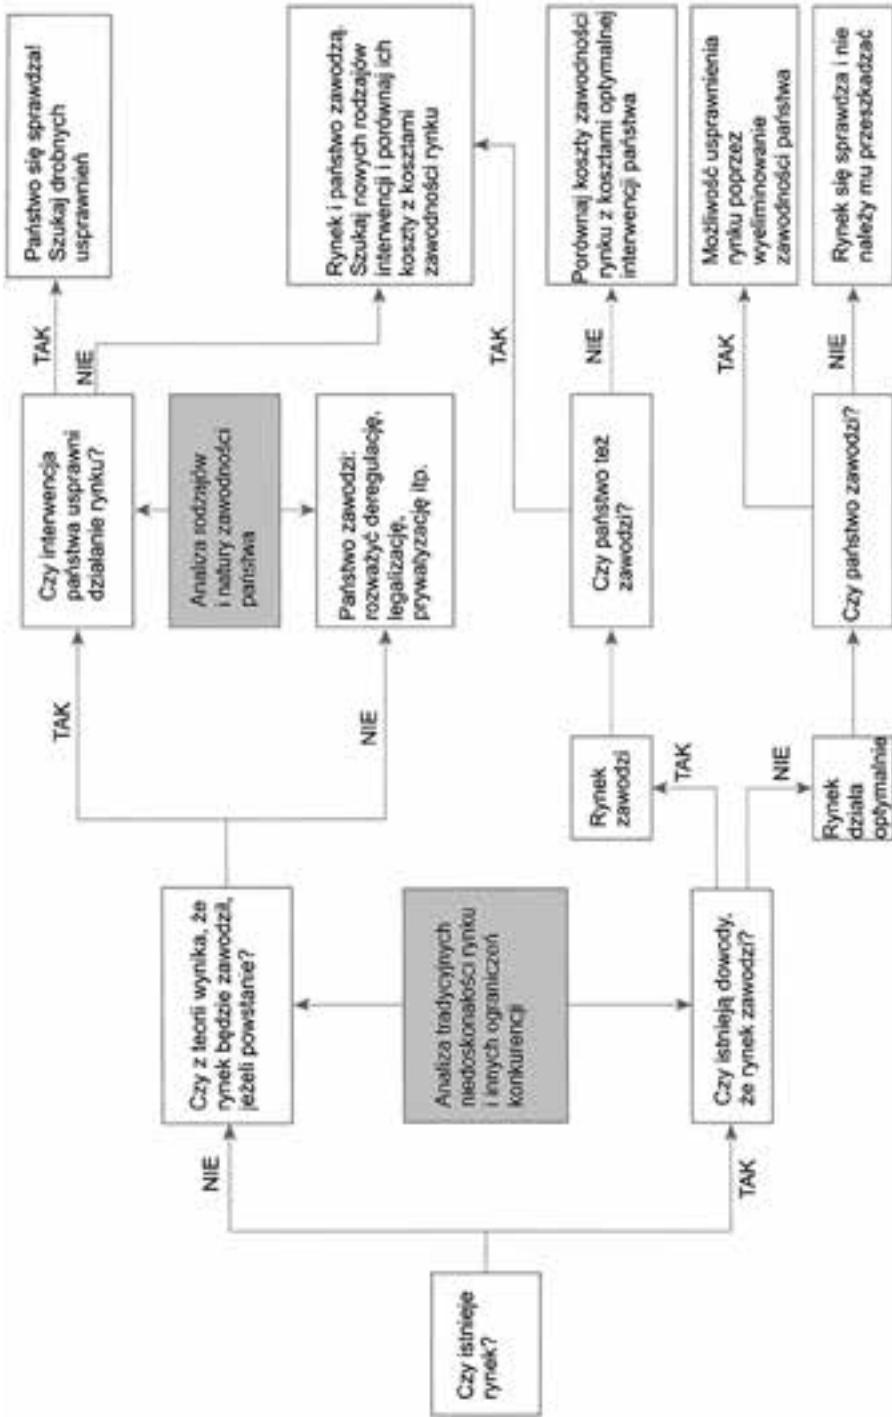 Czy istnieje
rynek?
NIE
TAK
Czy z teorii wynika, że
rynek będzie zawodził,
jeżeli powstanie?
Analiza tradycyjnych
niedoskonałości rynku
i innych ograniczeń
konkurencji
Czy istnieją dowody,
że rynek zawodzi?
TAK
NIE
TAK
NIE
Rynek
zawodzi
Rynek
działa
optymalnie
Czy interwencja
państwa usprawni
działanie rynku?
Analiza rodzajów
i natury zawodności
państwa
Państwo zawodzi:
rozważyć deregulację,
legalizację,
prywatyzację itp.
Czy państwo też
zawodzi?
Czy państwo zawodzi?
TAK
NIE
TAK
NIE
TAK
NIE
Państwo się sprawdza!
Szukaj drobnych
usprawnień
Rynek i państwo zawodzą.
Szukaj nowych rodzajów
interwencji i porównaj ich
koszty z kosztami
zawodności rynku
Porównaj koszty zawodności
rynku z kosztami optymalnej
interwencji państwa
Możliwość usprawnienia
rynku poprzez
wyeliminowanie
zawodności państwa
Rynek się sprawdza i nie
należy mu przeszkadzać